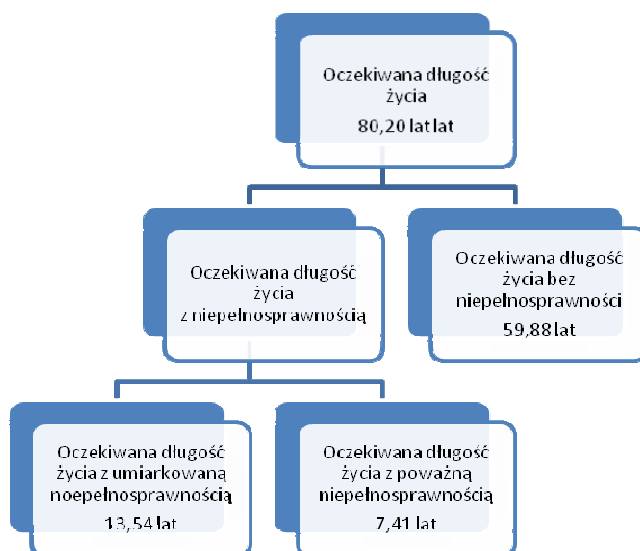 Oczekiwana długość
życia
80,20 lat lat
Oczekiwana długość
życia
z niepełnosprawnością
Oczekiwana długość
życia bez
niepełnosprawności
59,88 lat
Oczekiwana długość
życia z umiarkowaną
noepełnosprawnością
13,54 lat
Oczekiwana długość
życia z poważną
niepełnosprawnością
7,41 lat